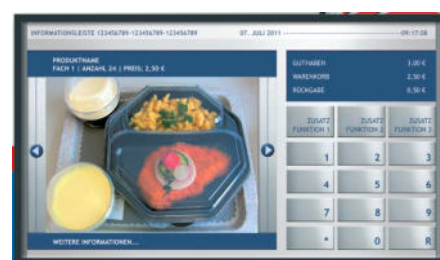 INFORMATIONSLEISTE 123456789-123456789-123456789 07. JULI 2011 09:17:08
PRODUKTNAME
FACH 1 | ANZAHL 24 | PREIS: 2,50 €
WEITERE INFORMATIONEN...
GUTHABEN 3,00 €
WARENKORB 2,50 €
RÜCKGABE 0,50 €
ZUSATZ FUNKTION 1
ZUSATZ FUNKTION 2
ZUSATZ FUNKTION 3
1 2 3
4 5 6
7 8 9
* 0 R